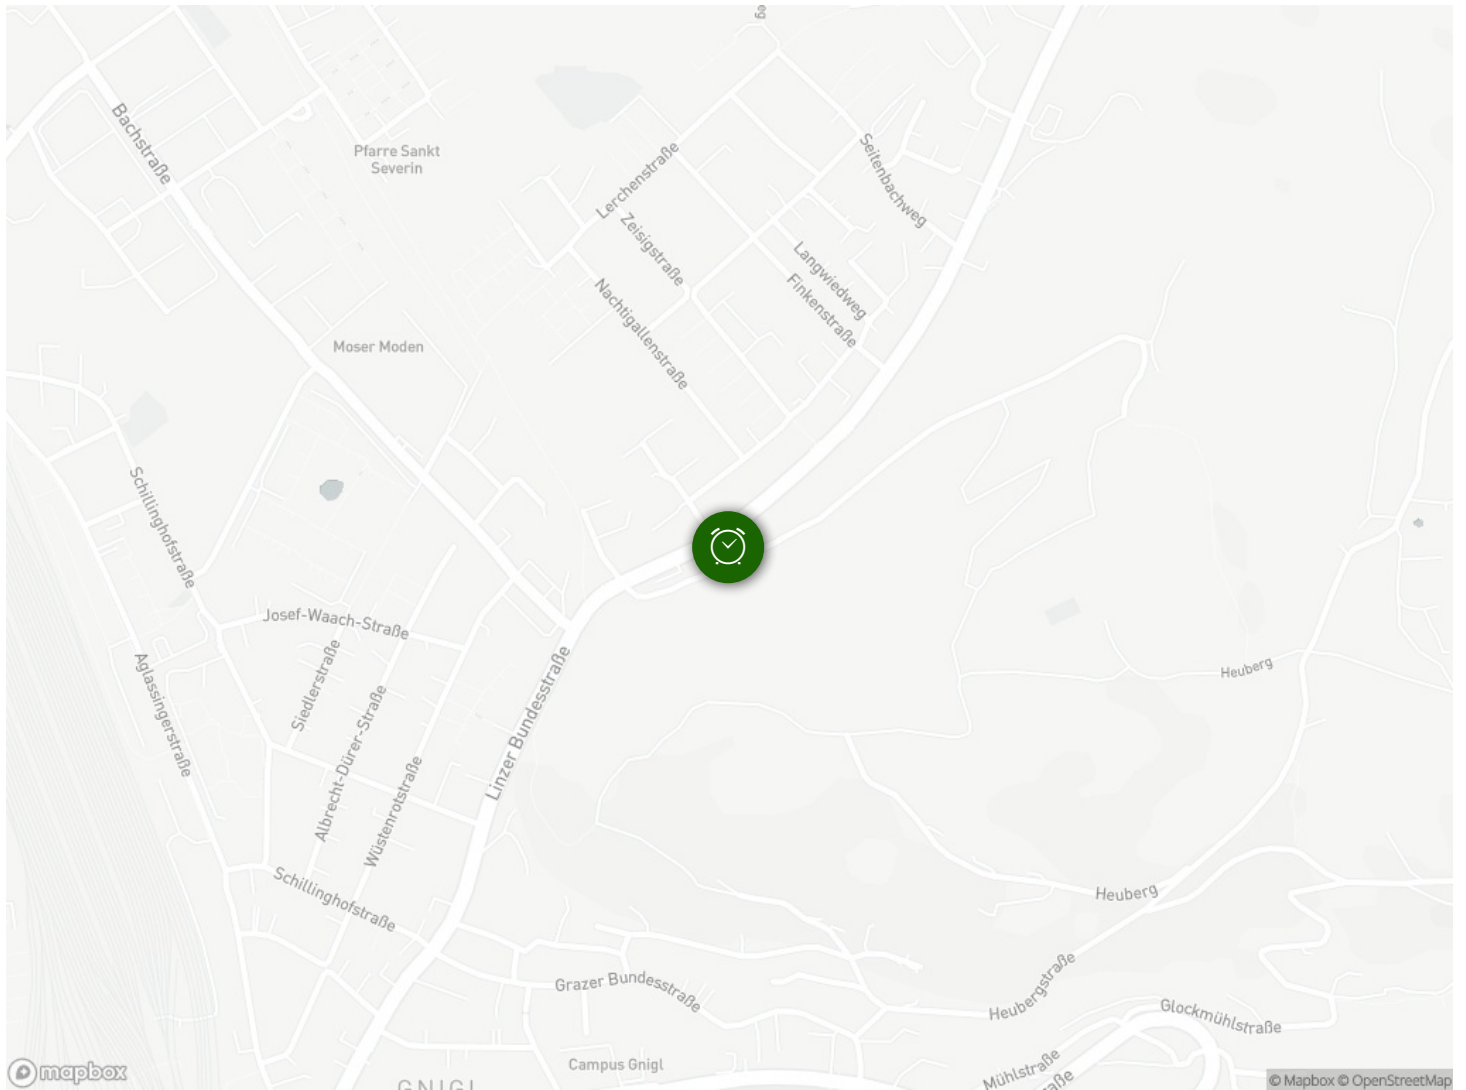 Bachstraße
Pfarre Sankt
Severin
Lerchenstraße
Seitenbachweg
Zeisigstraße
Langwiedweg
Finkenstraße
Nachtigallenstraße
Moser Moden
Schillinghofstraße
Josef-Waach-Straße
Siedlerstraße
Aglassingerstraße
Albrecht-Dürer-Straße
Linzer Bundesstraße
Wüstenrotstraße
Heuberg
Schillinghofstraße
Heuberg
Grazer Bundesstraße
Heubergstraße
Glockmühlstraße
Campus Gnigl
Mühlstraße
GNIGL
mapbox
© Mapbox © OpenStreetMap